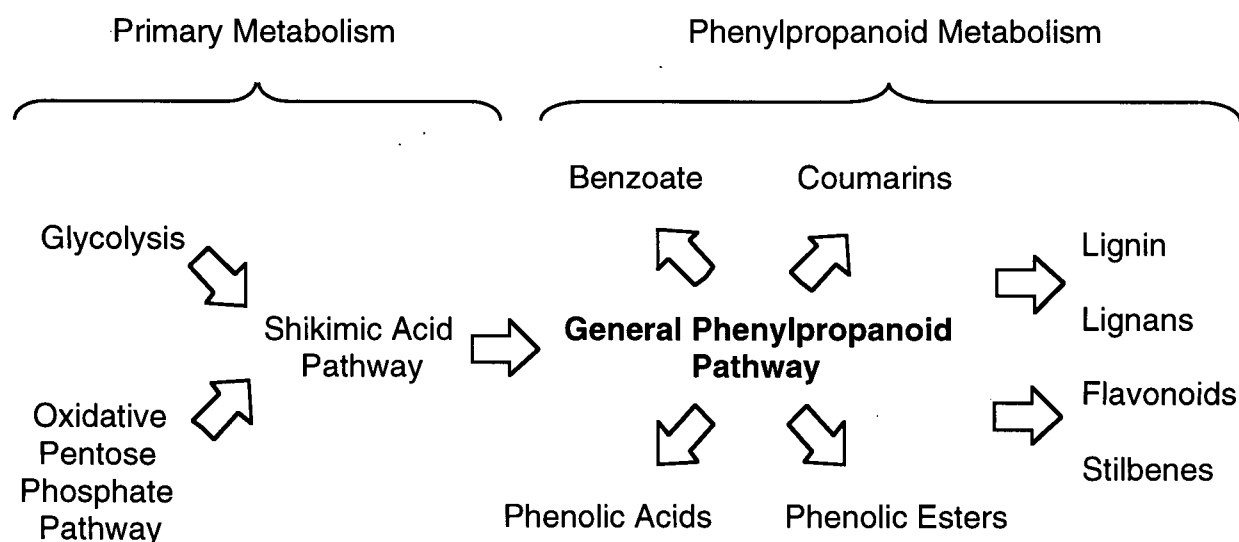 Primary Metabolism
Phenylpropanoid Metabolism
Benzoate
Coumarins
Glycolysis
Lignin
Shikimic Acid
Pathway
General Phenylpropanoid
Pathway
Lignans
Oxidative
Pentose
Phosphate
Pathway
Flavonoids
Stilbenes
Phenolic Acids
Phenolic Esters